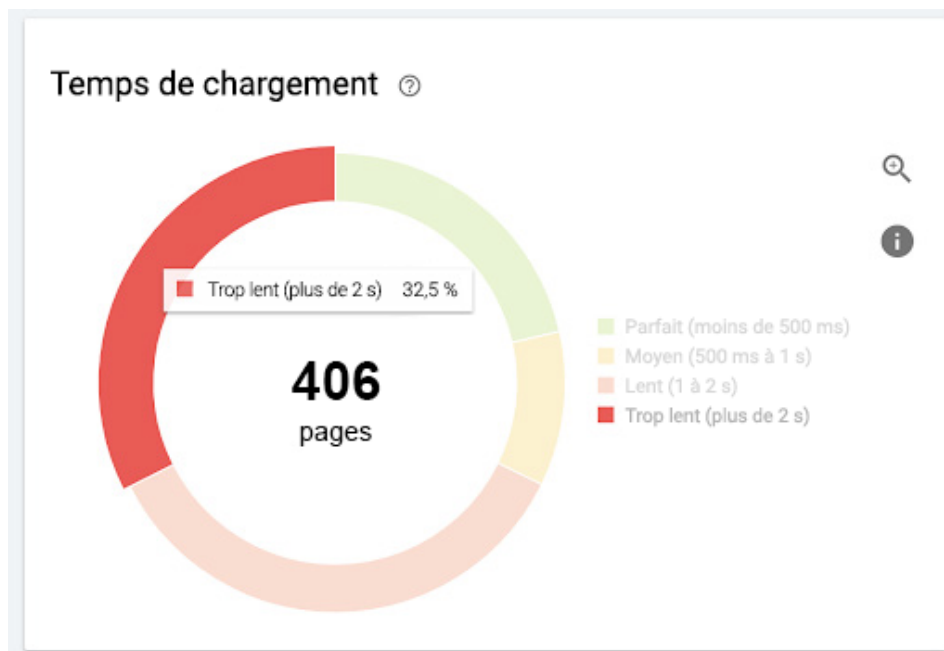 Temps de chargement
Trop lent (plus de 2 s) 32,5 %
406
pages
Parfait (moins de 500 ms)
Moyen (500 ms à 1 s)
Lent (1 à 2 s)
Trop lent (plus de 2 s)